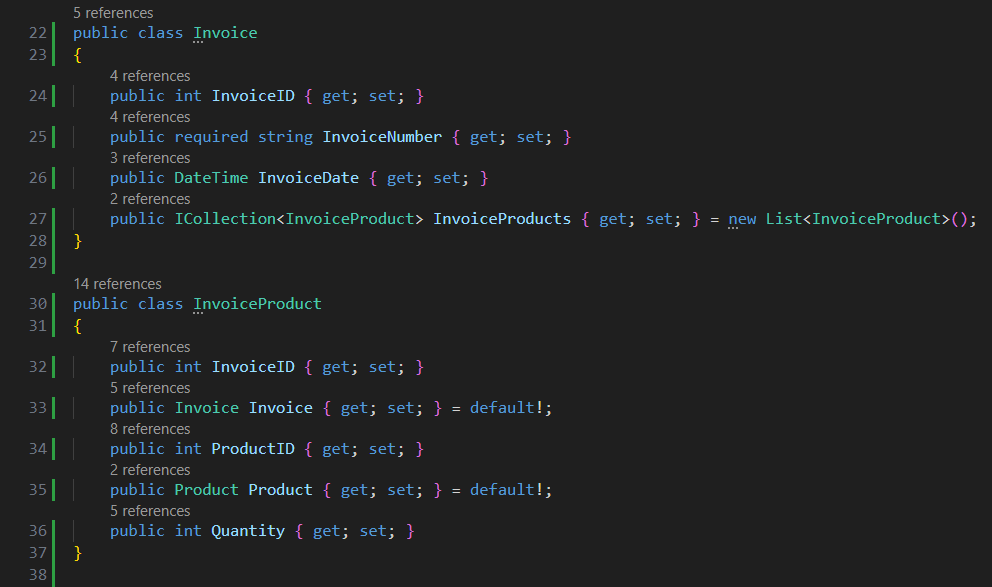 5 references
22 public class Invoice
23 {
4 references
24 public int InvoiceID { get; set; }
4 references
25 public required string InvoiceNumber { get; set; }
3 references
26 public DateTime InvoiceDate { get; set; }
2 references
27 public ICollection<InvoiceProduct> InvoiceProducts { get; set; } = new List<InvoiceProduct>();
28 }
29
14 references
30 public class InvoiceProduct
31 {
7 references
32 public int InvoiceID { get; set; }
5 references
33 public Invoice Invoice { get; set; } = default!;
8 references
34 public int ProductID { get; set; }
2 references
35 public Product Product { get; set; } = default!;
5 references
36 public int Quantity { get; set; }
37 }
38